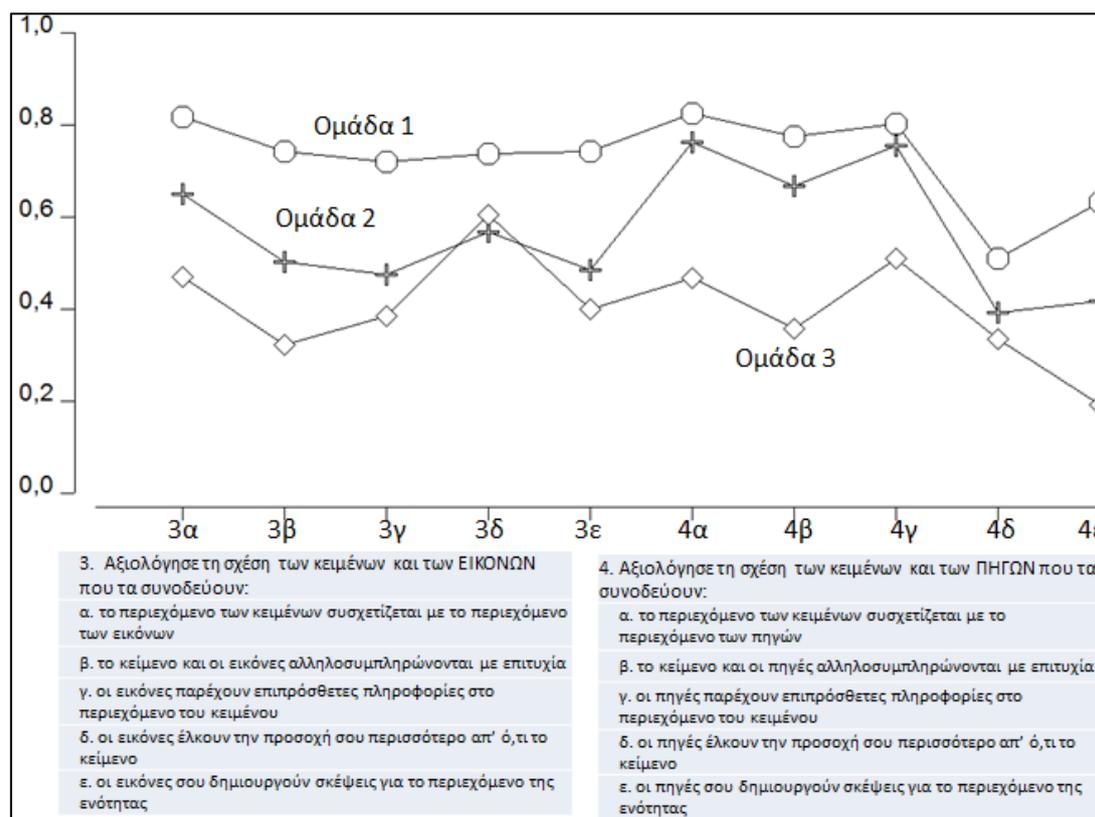 1,0
0,8
0,6
0,4
0,2
0,0
Ομάδα 1
Ομάδα 2
Ομάδα 3
3α 3β 3γ 3δ 3ε 4α 4β 4γ 4δ 4ε
3. Αξιολόγησε τη σχέση των κειμένων και των ΕΙΚΟΝΩΝ
που τα συνοδεύουν:
α. το περιεχόμενο των κειμένων συσχετίζεται με το περιεχόμενο
των εικόνων
β. το κείμενο και οι εικόνες αλληλοσυμπληρώνονται με επιτυχία
γ. οι εικόνες παρέχουν επιπρόσθετες πληροφορίες στο
περιεχόμενο του κειμένου
δ. οι εικόνες έλκουν την προσοχή σου περισσότερο απ’ ό,τι το
κείμενο
ε. οι εικόνες σου δημιουργούν σκέψεις για το περιεχόμενο της
ενότητας
4. Αξιολόγησε τη σχέση των κειμένων και των ΠΗΓΩΝ που τα
συνοδεύουν:
α. το περιεχόμενο των κειμένων συσχετίζεται με το
περιεχόμενο των πηγών
β. το κείμενο και οι πηγές αλληλοσυμπληρώνονται με επιτυχία
γ. οι πηγές παρέχουν επιπρόσθετες πληροφορίες στο
περιεχόμενο του κειμένου
δ. οι πηγές έλκουν την προσοχή σου περισσότερο απ’ ό,τι το
κείμενο
ε. οι πηγές σου δημιουργούν σκέψεις για το περιεχόμενο της
ενότητας